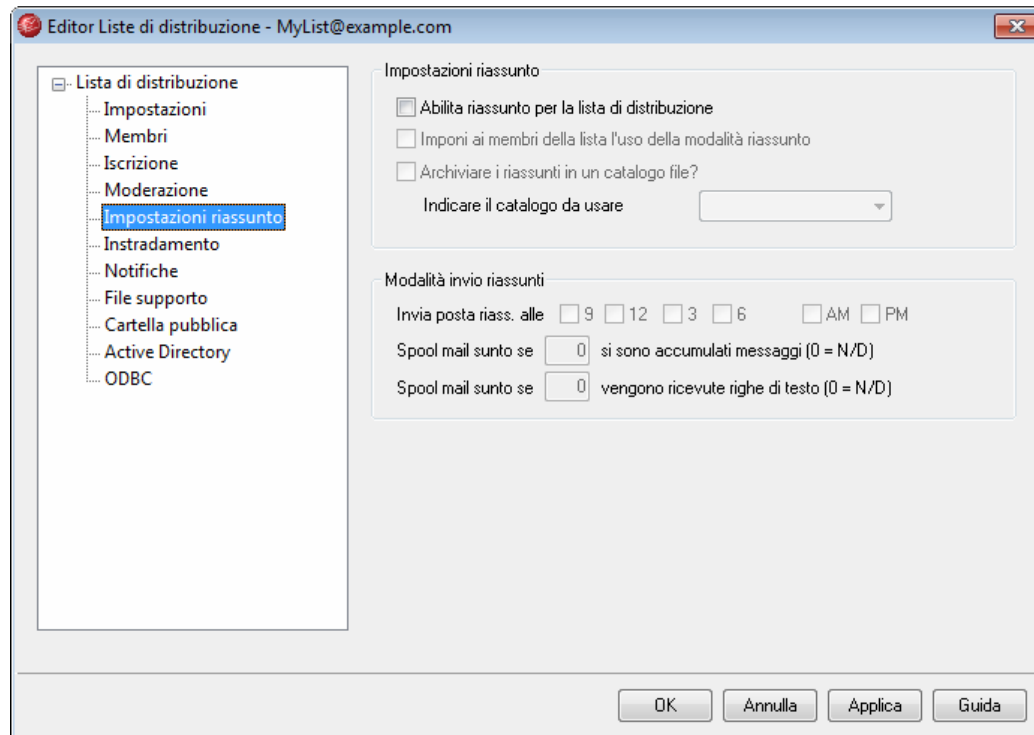 Editor Liste di distribuzione - MyList@example.com
Lista di distribuzione
Impostazioni
Membri
Iscrizione
Moderazione
Impostazioni riassunto
Instradamento
Notifiche
File supporto
Cartella pubblica
Active Directory
ODBC
Impostazioni riassunto
Abilita riassunto per la lista di distribuzione
Imponi ai membri della lista l'uso della modalità riassunto
Archiviare i riassunti in un catalogo file?
Indicare il catalogo da usare
Modalità invio riassunti
Invia posta riass. alle 9 12 3 6 AM PM
Spool mail sunto se 0 si sono accumulati messaggi (0 = N/D)
Spool mail sunto se 0 vengono ricevute righe di testo (0 = N/D)
OK Annulla Applica Guida